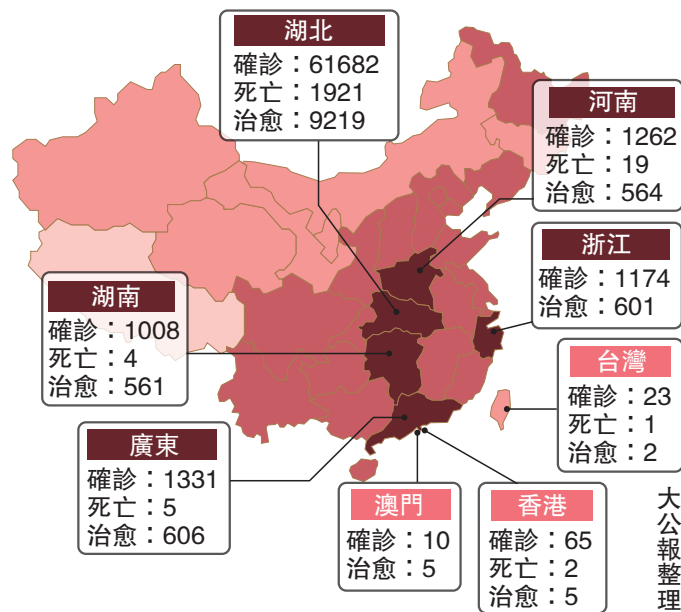 湖北
確診：61682
死亡：1921
治愈：9219
河南
確診：1262
死亡：19
治愈：564
浙江
確診：1174
治愈：601
湖南
確診：1008
死亡：4
治愈：561
台灣
確診：23
死亡：1
治愈：2
廣東
確診：1331
死亡：5
治愈：606
澳門
確診：10
治愈：5
香港
確診：65
死亡：2
治愈：5
大公報整理